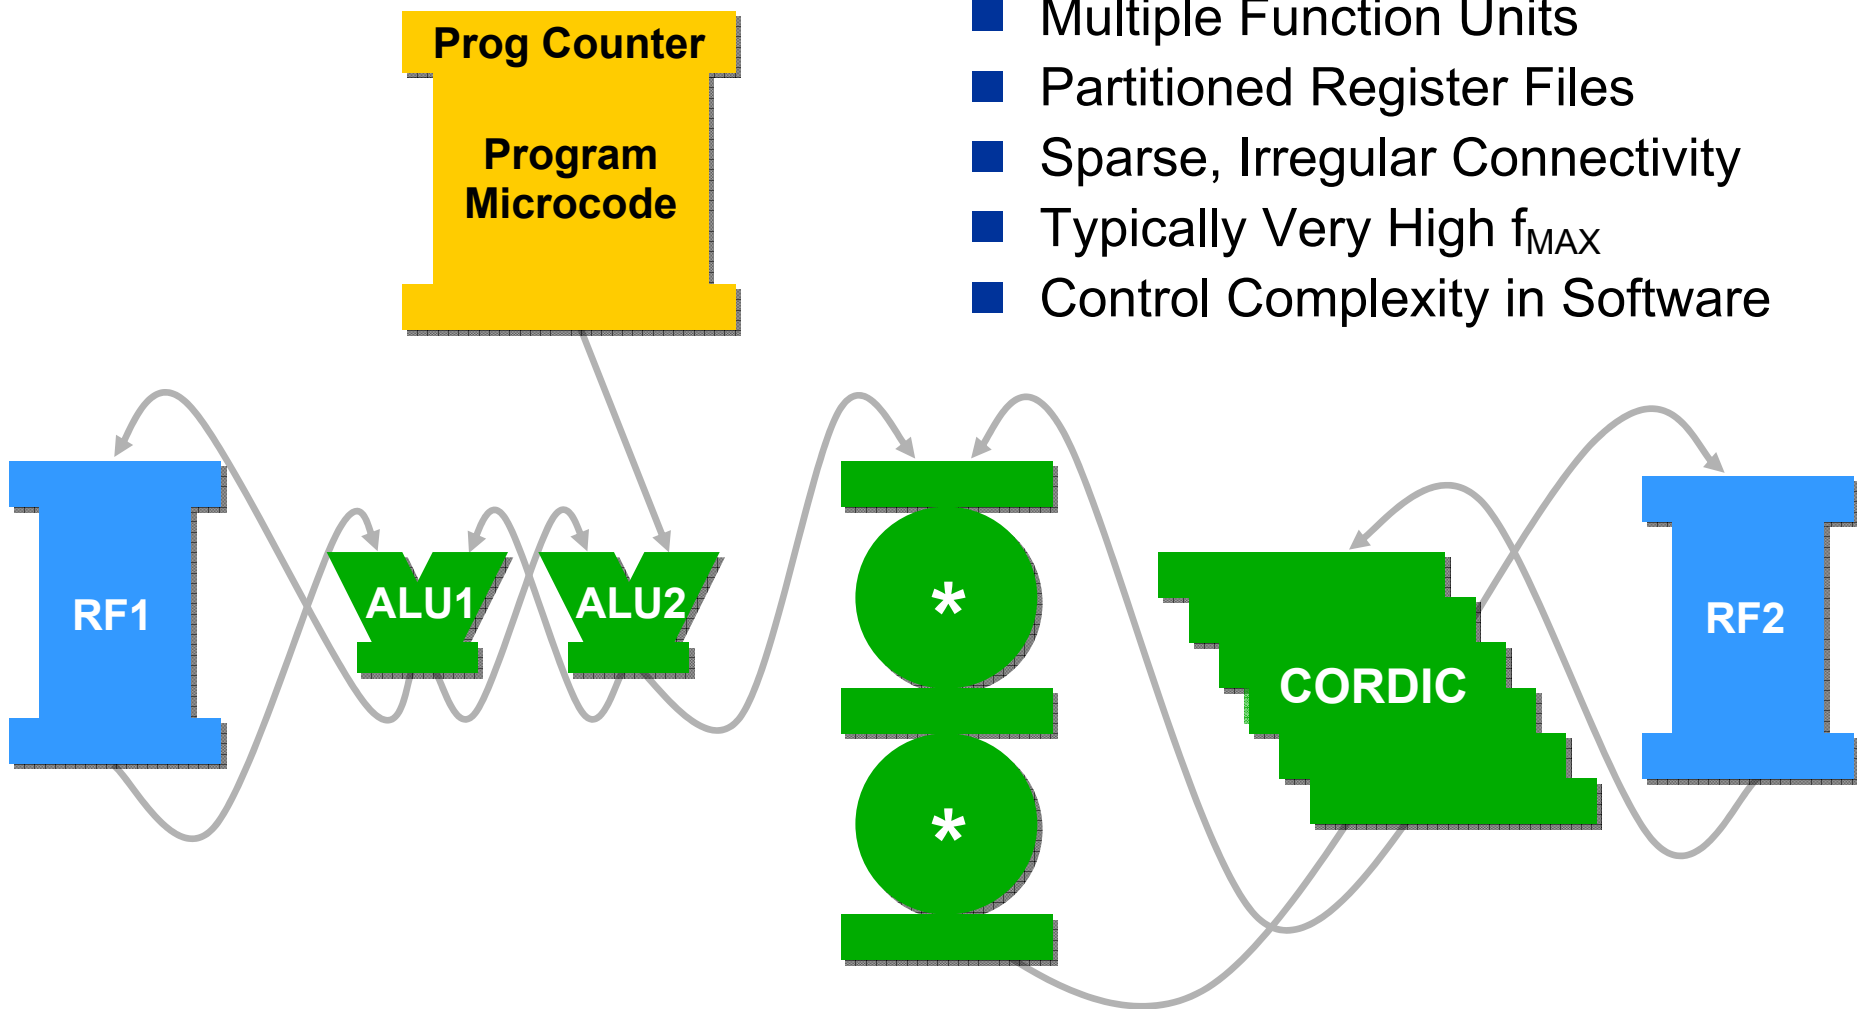 Prog Counter
Program
Microcode
Multiple Function Units
Partitioned Register Files
Sparse, Irregular Connectivity
Typically Very High fMAX
Control Complexity in Software
RF1
ALU1
ALU2
*
*
CORDIC
RF2